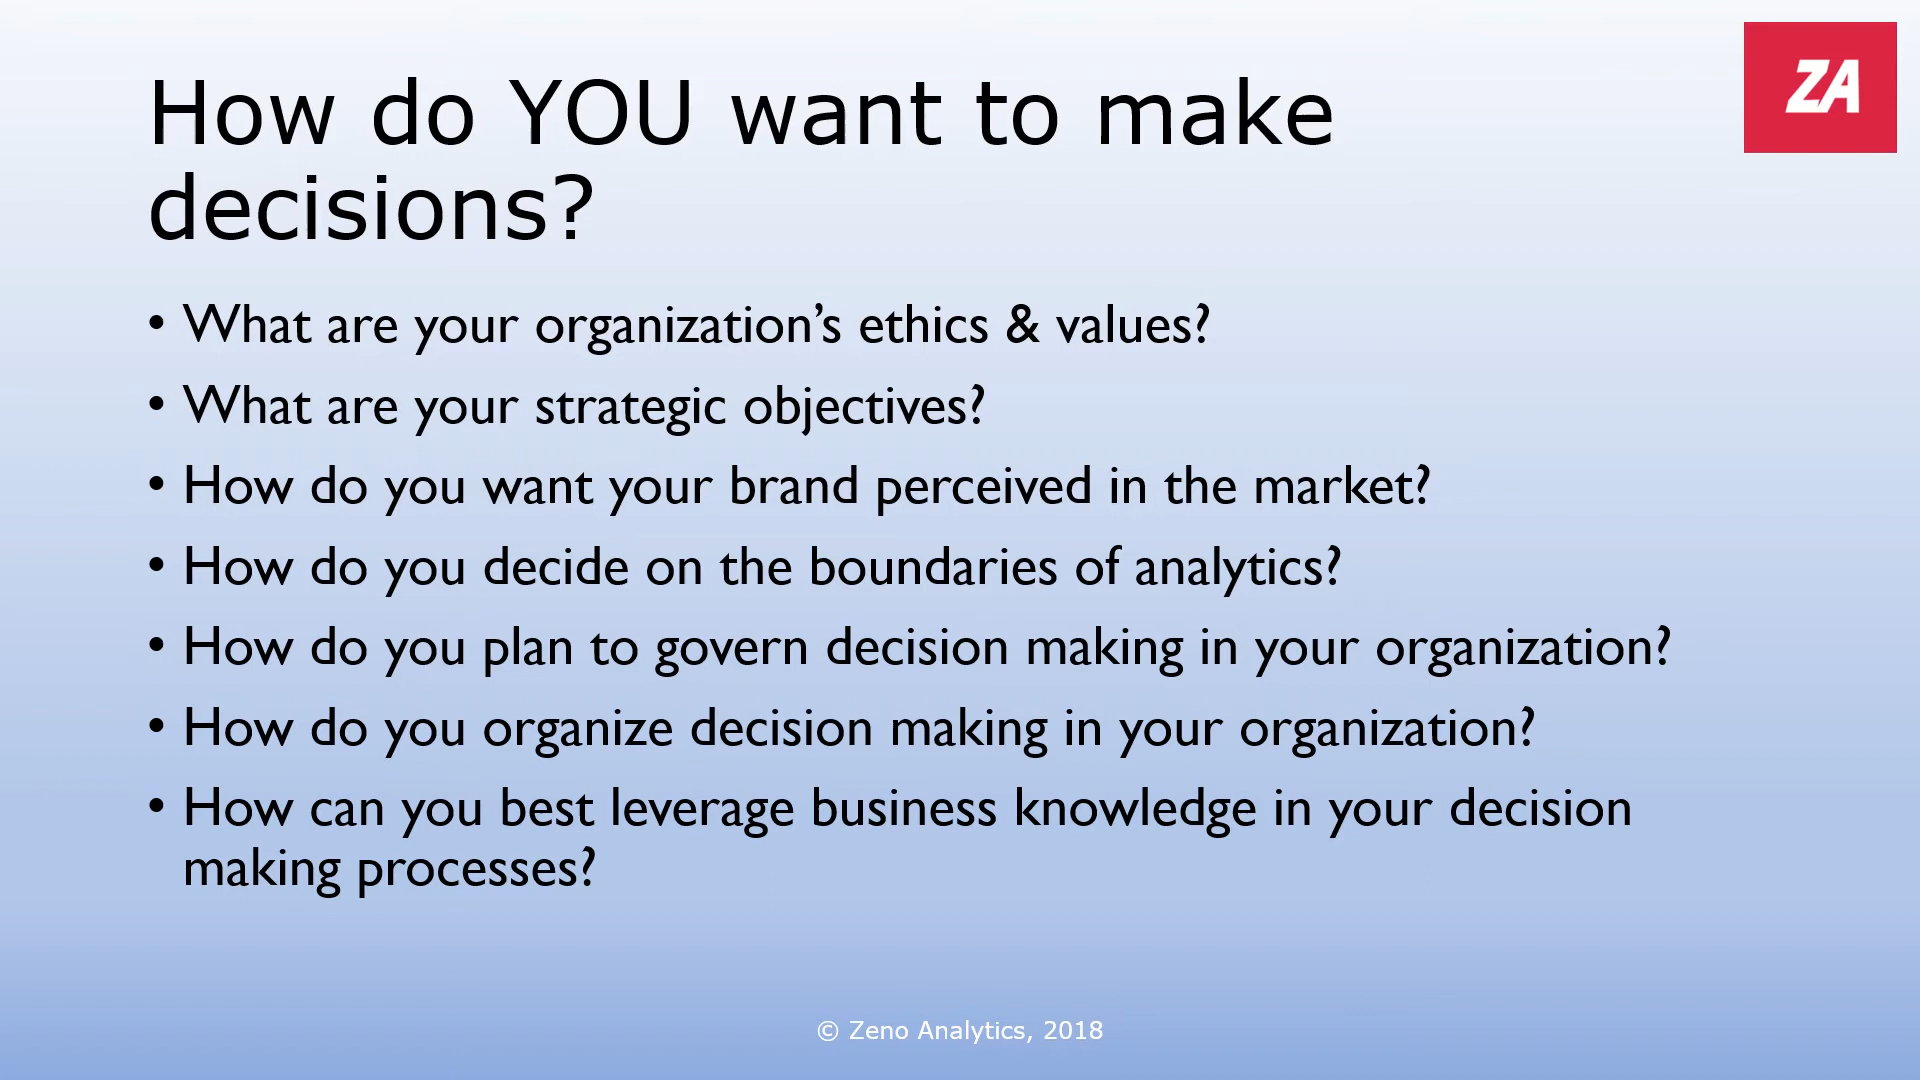 How do YOU want to make
decisions?
ZA
• What are your organization’s ethics & values?
• What are your strategic objectives?
• How do you want your brand perceived in the market?
• How do you decide on the boundaries of analytics?
• How do you plan to govern decision making in your organization?
• How do you organize decision making in your organization?
• How can you best leverage business knowledge in your decision
making processes?
© Zeno Analytics, 2018